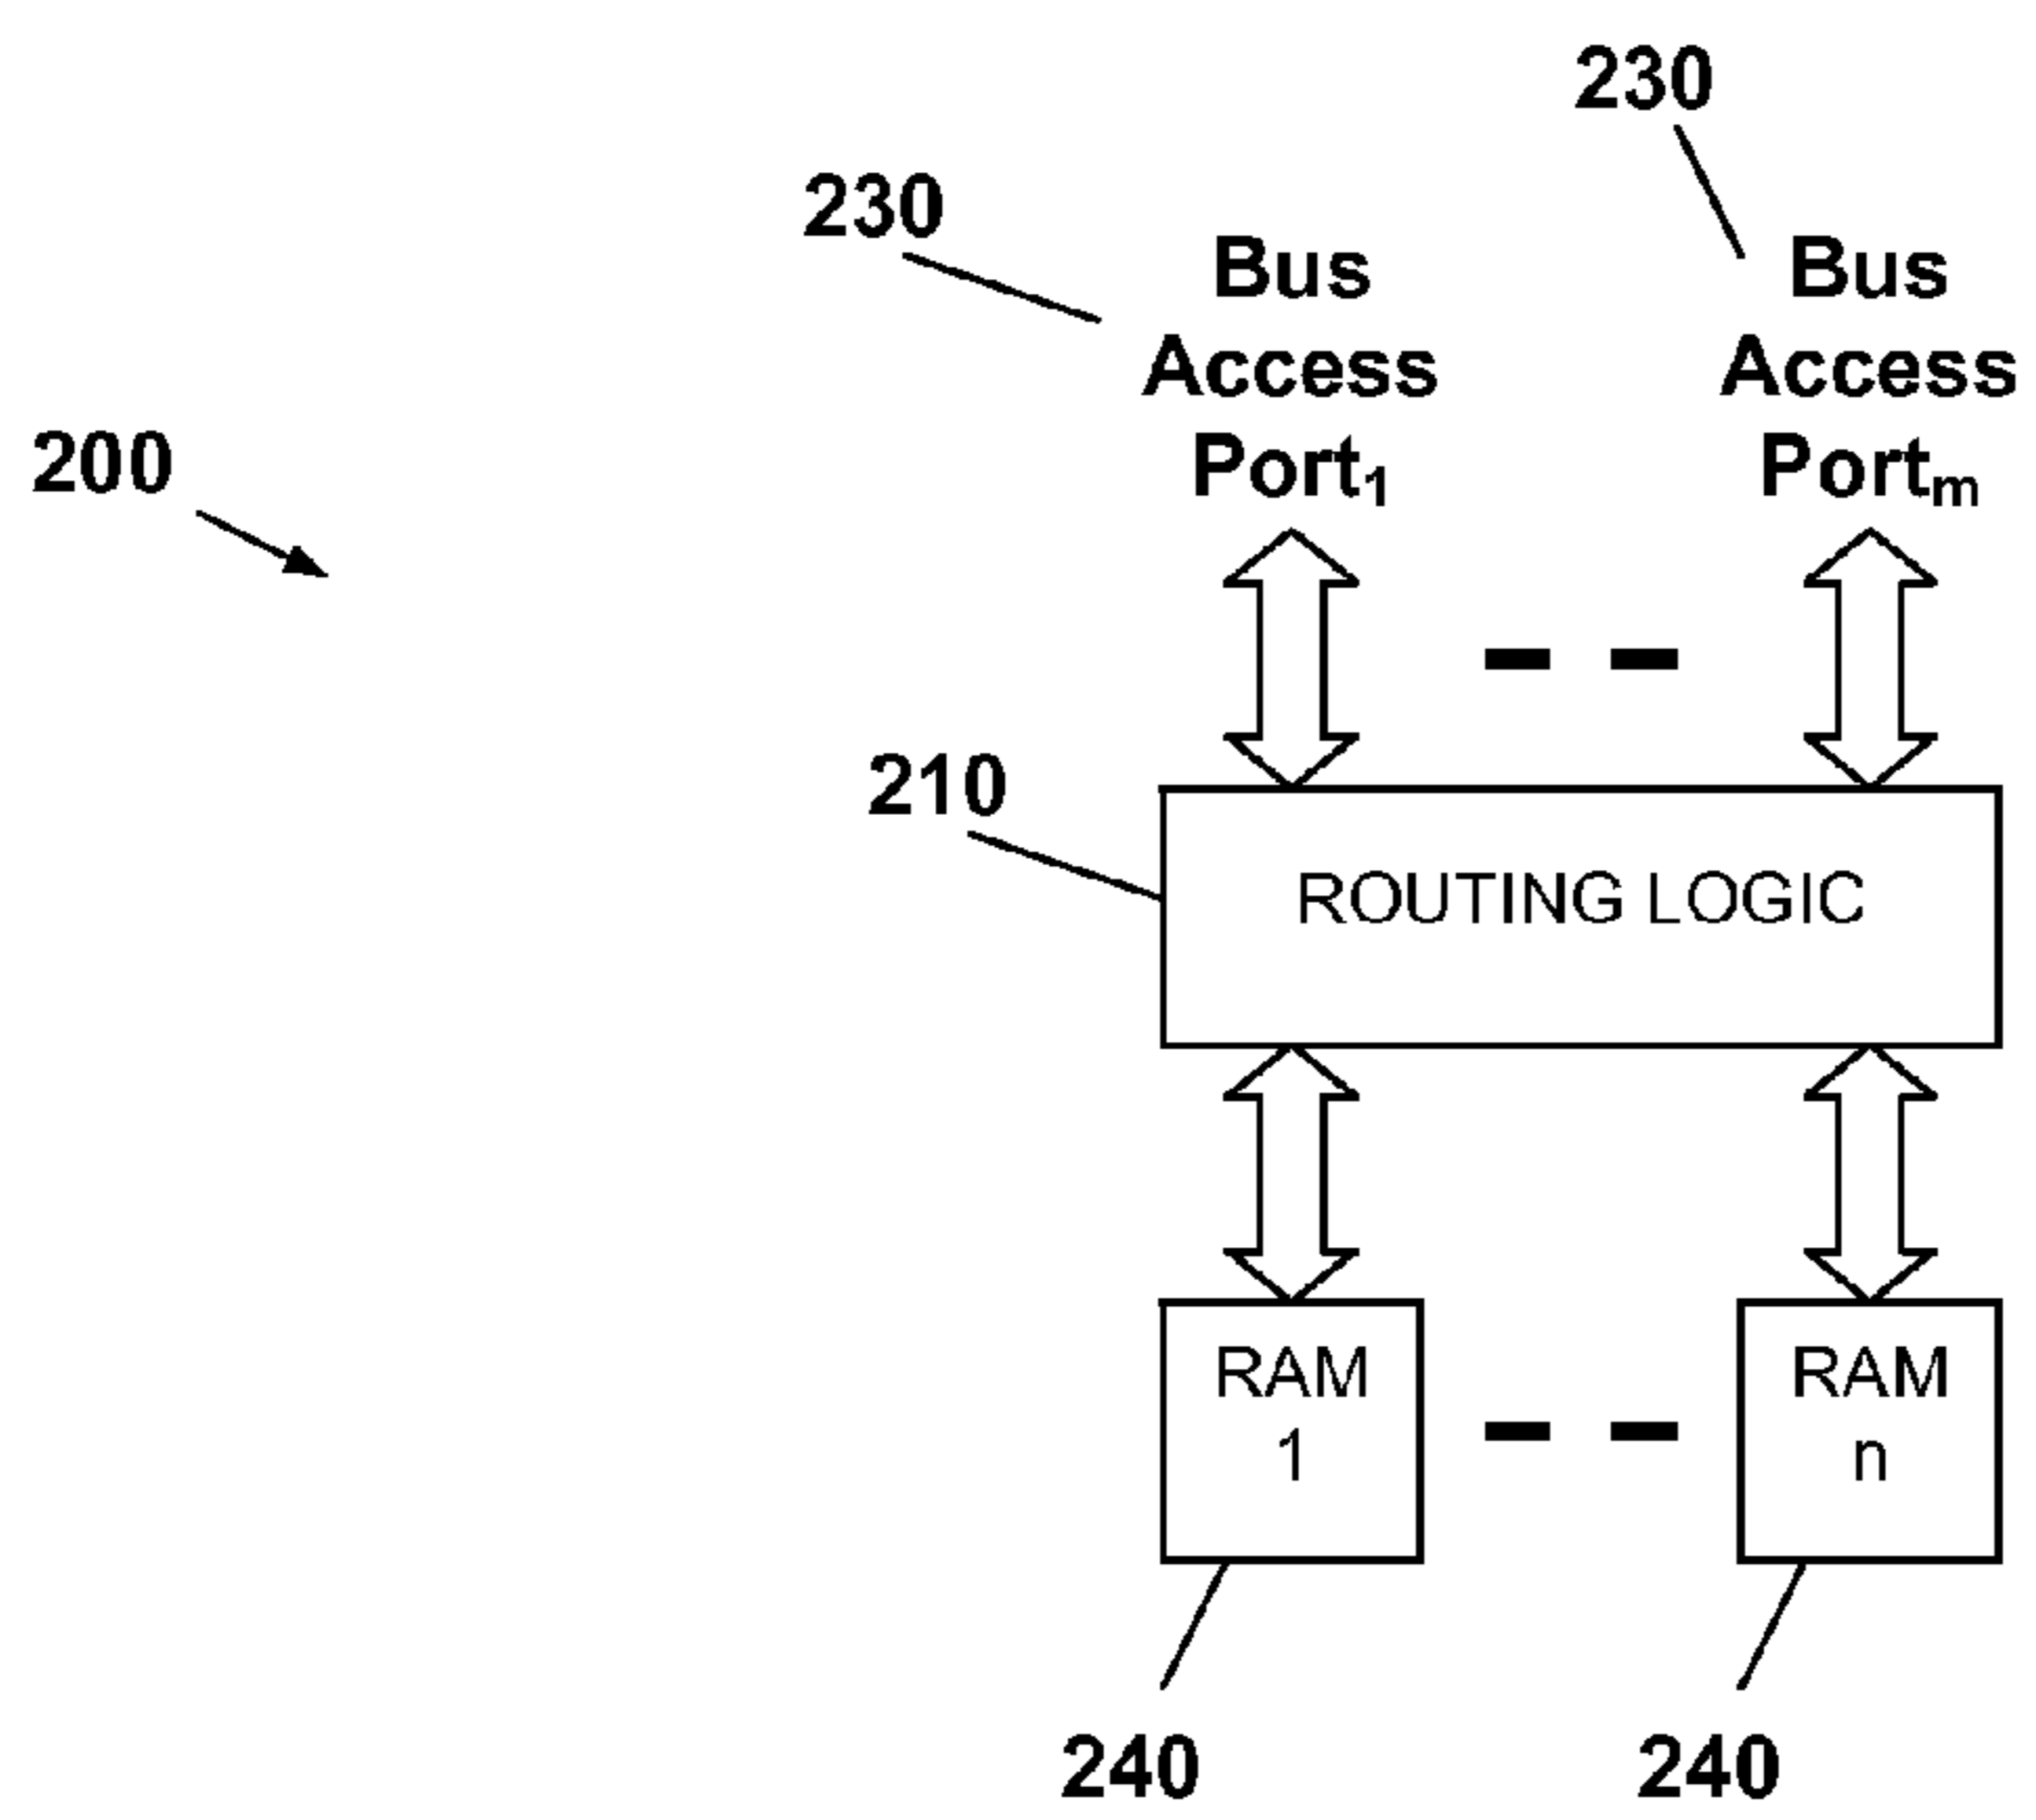 230
230
Bus
Access
Port₁
Bus
Access
Portₘ
200
210
ROUTING LOGIC
RAM
1
RAM
n
240
240